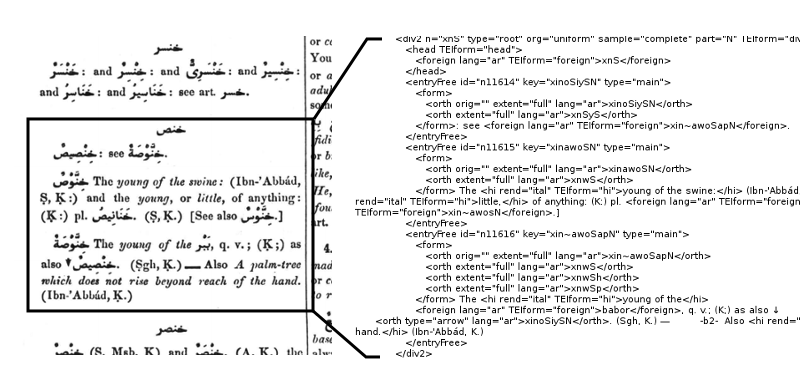 خنسر
خَنْسَرٌ : and خِنْسِرٌ : and خَنْسَرِىٌّ : and خِنْسِيرٌ :
and خَنَاسِرُ : and خَنَاسِيرُ : see art. خسر.
خنص
خِنْصِيصٌ : see خِنَّوْصَةٌ.
خِنَّوْصٌ The young of the swine : (Ibn-'Abbád,
Ṣ, Ḳ :) and the young, or little, of anything :
(Ḳ :) pl. خَنَانِيصُ. (Ṣ, Ḳ.) [See also خِنَّوْسٌ.]
خِنَّوْصَةٌ The young of the بَبْر, q. v. ; (Ḳ ;) as
also ▼ خِنْصِيصٌ. (Ṣgh, Ḳ.) — Also A palm-tree
which does not rise beyond reach of the hand.
(Ibn-'Abbád, Ḳ.)
خنصر
خِنْصِرٌ (S, Msb, K) and خِنْصَرٌ (A, K,) the
or
You
or a
adul
fidi
or b
ike,
He,
four
art.
4.
mad
or c
to r
base
<div2 n="xnS" type="root" org="uniform" sample="complete" part="N" TEIform="div
<head TEIform="head">
<foreign lang="ar" TEIform="foreign">xnS</foreign>
</head>
<entryFree id="n11614" key="xinoSiySN" type="main">
<form>
<orth orig="" extent="full" lang="ar">xinoSiySN</orth>
<orth extent="full" lang="ar">xnSyS</orth>
</form>: see <foreign lang="ar" TEIform="foreign">xin~awoSapN</foreign>.
</entryFree>
<entryFree id="n11615" key="xinawoSN" type="main">
<form>
<orth extent="full" lang="ar">xinawoSN</orth>
<orth extent="full" lang="ar">xnwS</orth>
</form> The <hi rend="ital" TEIform="hi">young of the swine:</hi> (Ibn-'Abbád,
rend="ital" TEIform="hi">little,</hi> of anything: (K:) pl. <foreign lang="ar" TEIform="foreign">
TEIform="foreign">xin~awosN</foreign>.]
</entryFree>
<entryFree id="n11616" key="xin~awoSapN" type="main">
<form>
<orth orig="" extent="full" lang="ar">xin~awoSapN</orth>
<orth extent="full" lang="ar">xnwS</orth>
<orth extent="full" lang="ar">xnwSh</orth>
<orth extent="full" lang="ar">xnwSp</orth>
</form> The <hi rend="ital" TEIform="hi">young of the</hi>
<foreign lang="ar" TEIform="foreign">babor</foreign>, q. v.; (K;) as also ↓
<orth type="arrow" lang="ar">xinoSiySN</orth>. (Sgh, K.) — -b2- Also <hi rend="
hand.</hi> (Ibn-'Abbád, K.)
</entryFree>
</div2>